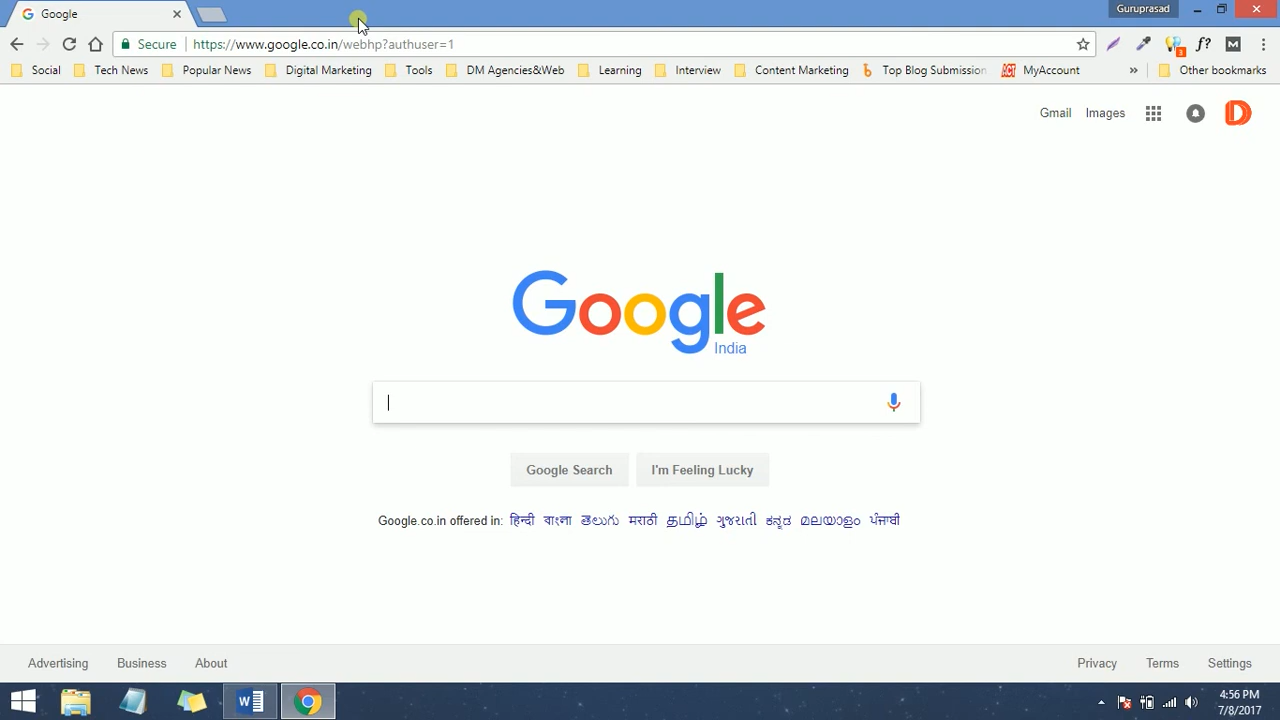 Google
Guruprasad
Secure
https://www.google.co.in/webhp?authuser=1
3
f?
M
Social Tech News Popular News Digital Marketing Tools DM Agencies&Web Learning Interview Content Marketing Top Blog Submission ACT MyAccount » Other bookmarks
Gmail Images
Google
India
Google Search I'm Feeling Lucky
Google.co.in offered in: हिन्दी বাংলা తెలుగు मराठी தமிழ் ગુજરાતી ಕನ್ನಡ മലയാളം ਪੰਜਾਬੀ
Advertising Business About Privacy Terms Settings
4:56 PM
7/8/2017